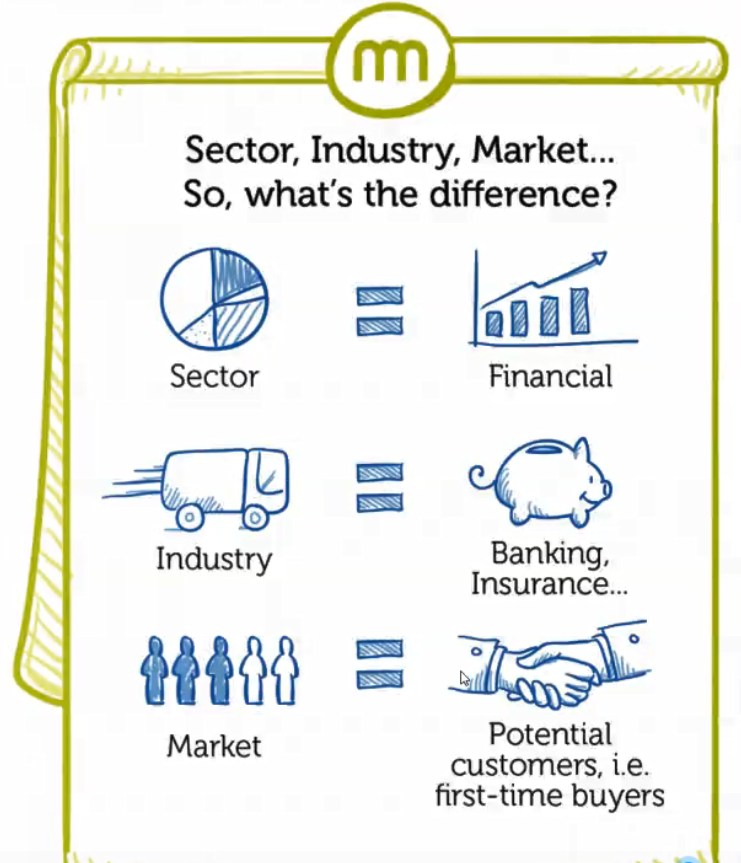 m
Sector, Industry, Market...
So, what's the difference?
Sector
Financial
Industry
Banking,
Insurance...
Market
Potential
customers, i.e.
first-time buyers